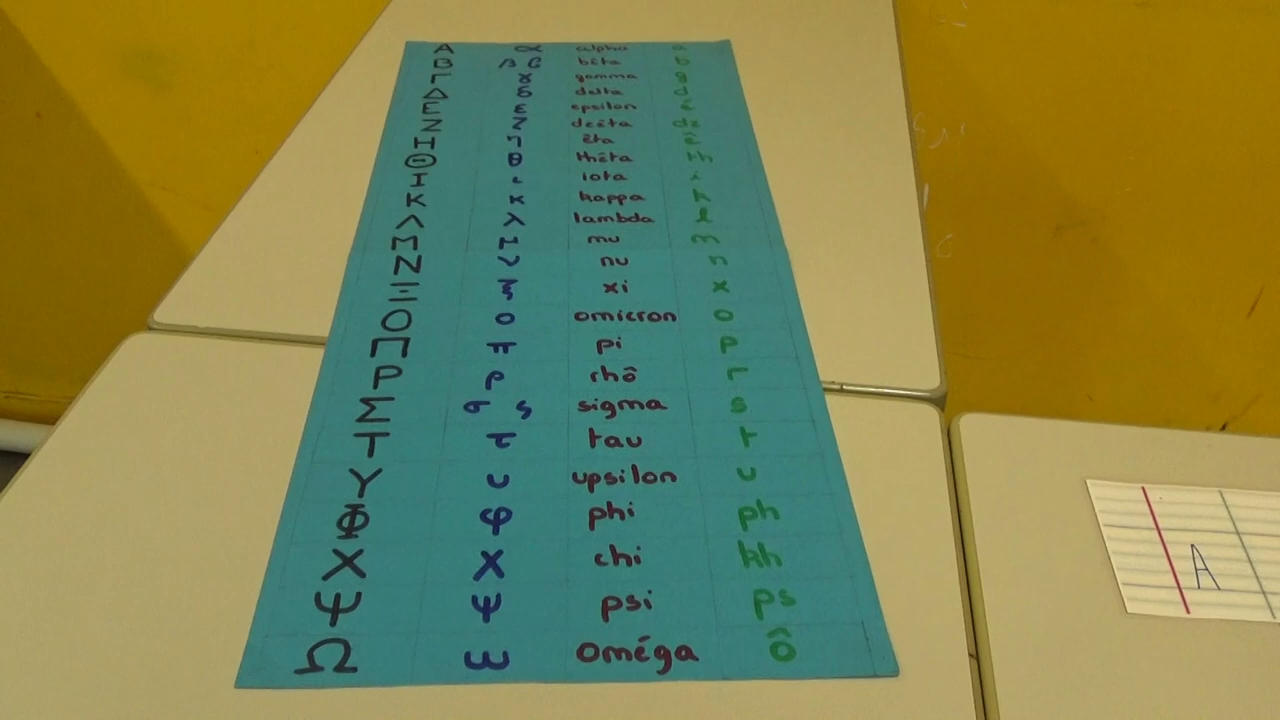 Α α alpha a
Β β ϐ bêta b
Γ γ gamma g
Δ δ delta d
Ε ε epsilon é
Ζ ζ dzêta dz
Η η êta ê
Θ θ thêta th
Ι ι iota i
Κ κ kappa k
Λ λ lambda l
Μ μ mu m
Ν ν nu n
Ξ ξ xi x
Ο ο omicron o
Π π pi p
Ρ ρ rhô r
Σ σ ς sigma s
Τ τ tau t
Υ υ upsilon u
Φ φ phi ph
Χ χ chi kh
Ψ ψ psi ps
Ω ω oméga ô
A